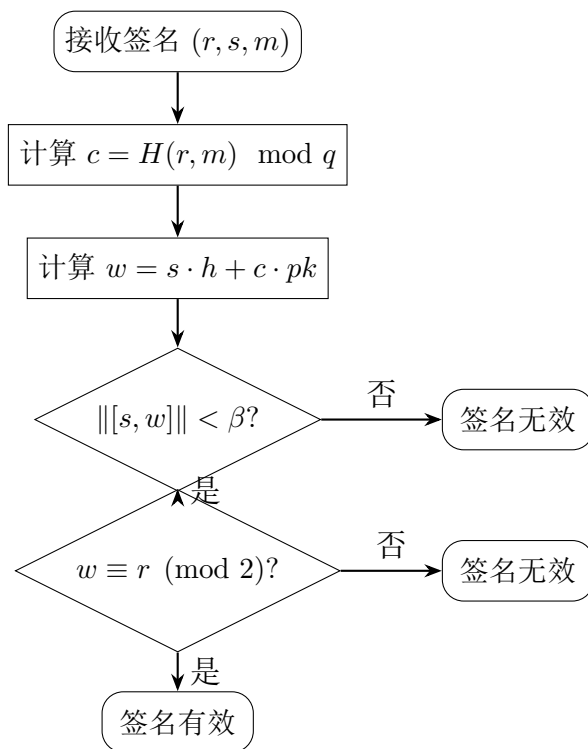 接收签名 (r, s, m)
计算 c = H(r, m) mod q
计算 w = s · h + c · pk
‖[s, w]‖ < β?
否
签名无效
是
w ≡ r (mod 2)?
否
签名无效
是
签名有效